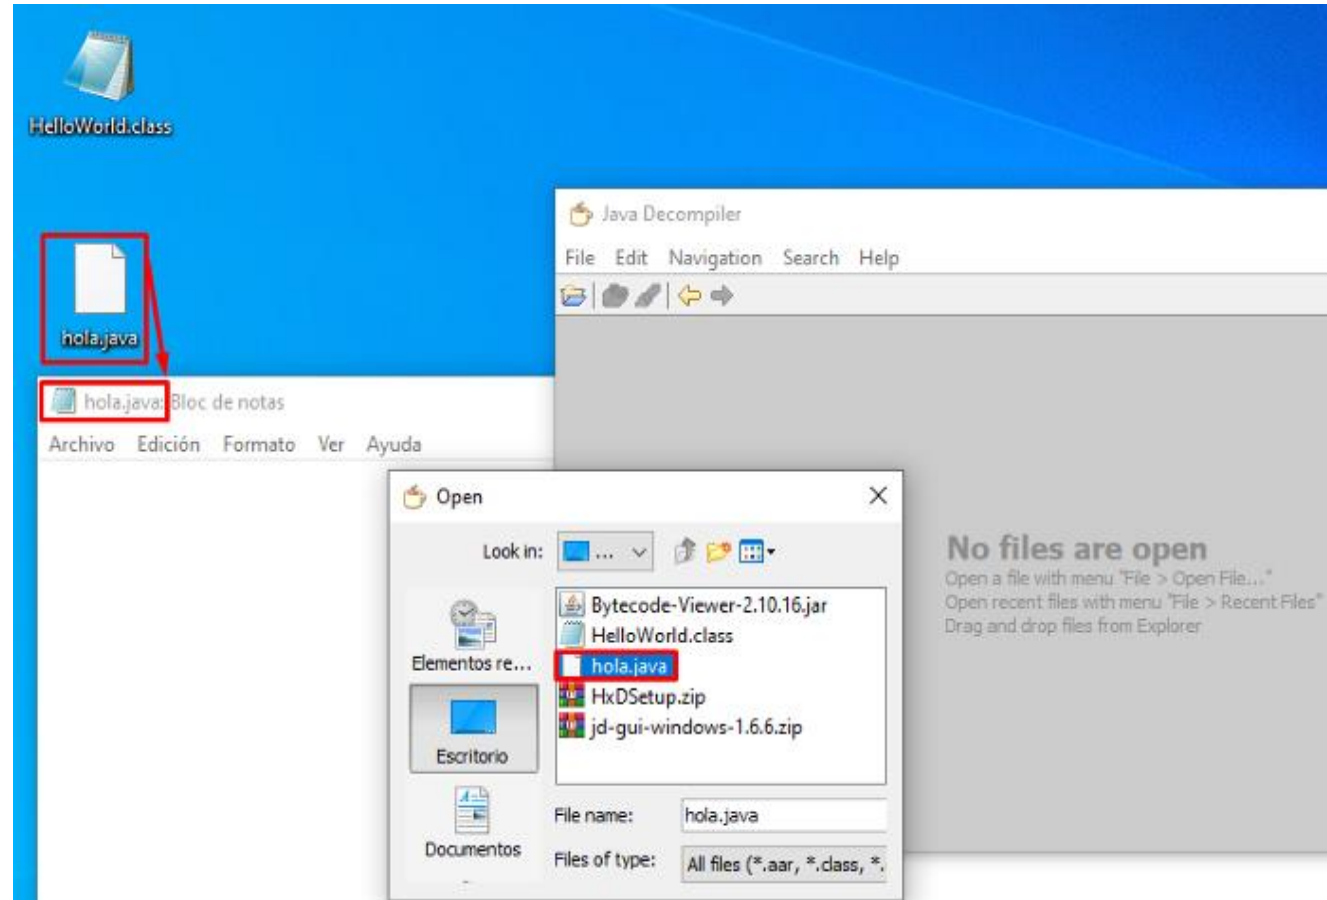 HelloWorld.class
hola.java
Java Decompiler
File Edit Navigation Search Help
hola.java: Bloc de notas
Archivo Edición Formato Ver Ayuda
Open
Look in:
...
Elementos re...
Escritorio
Documentos
Bytecode-Viewer-2.10.16.jar
HelloWorld.class
hola.java
HxDSetup.zip
jd-gui-windows-1.6.6.zip
File name: hola.java
Files of type: All files (*.aar, *.class, *.
No files are open
Open a file with menu "File > Open File..."
Open recent files with menu "File > Recent Files"
Drag and drop files from Explorer